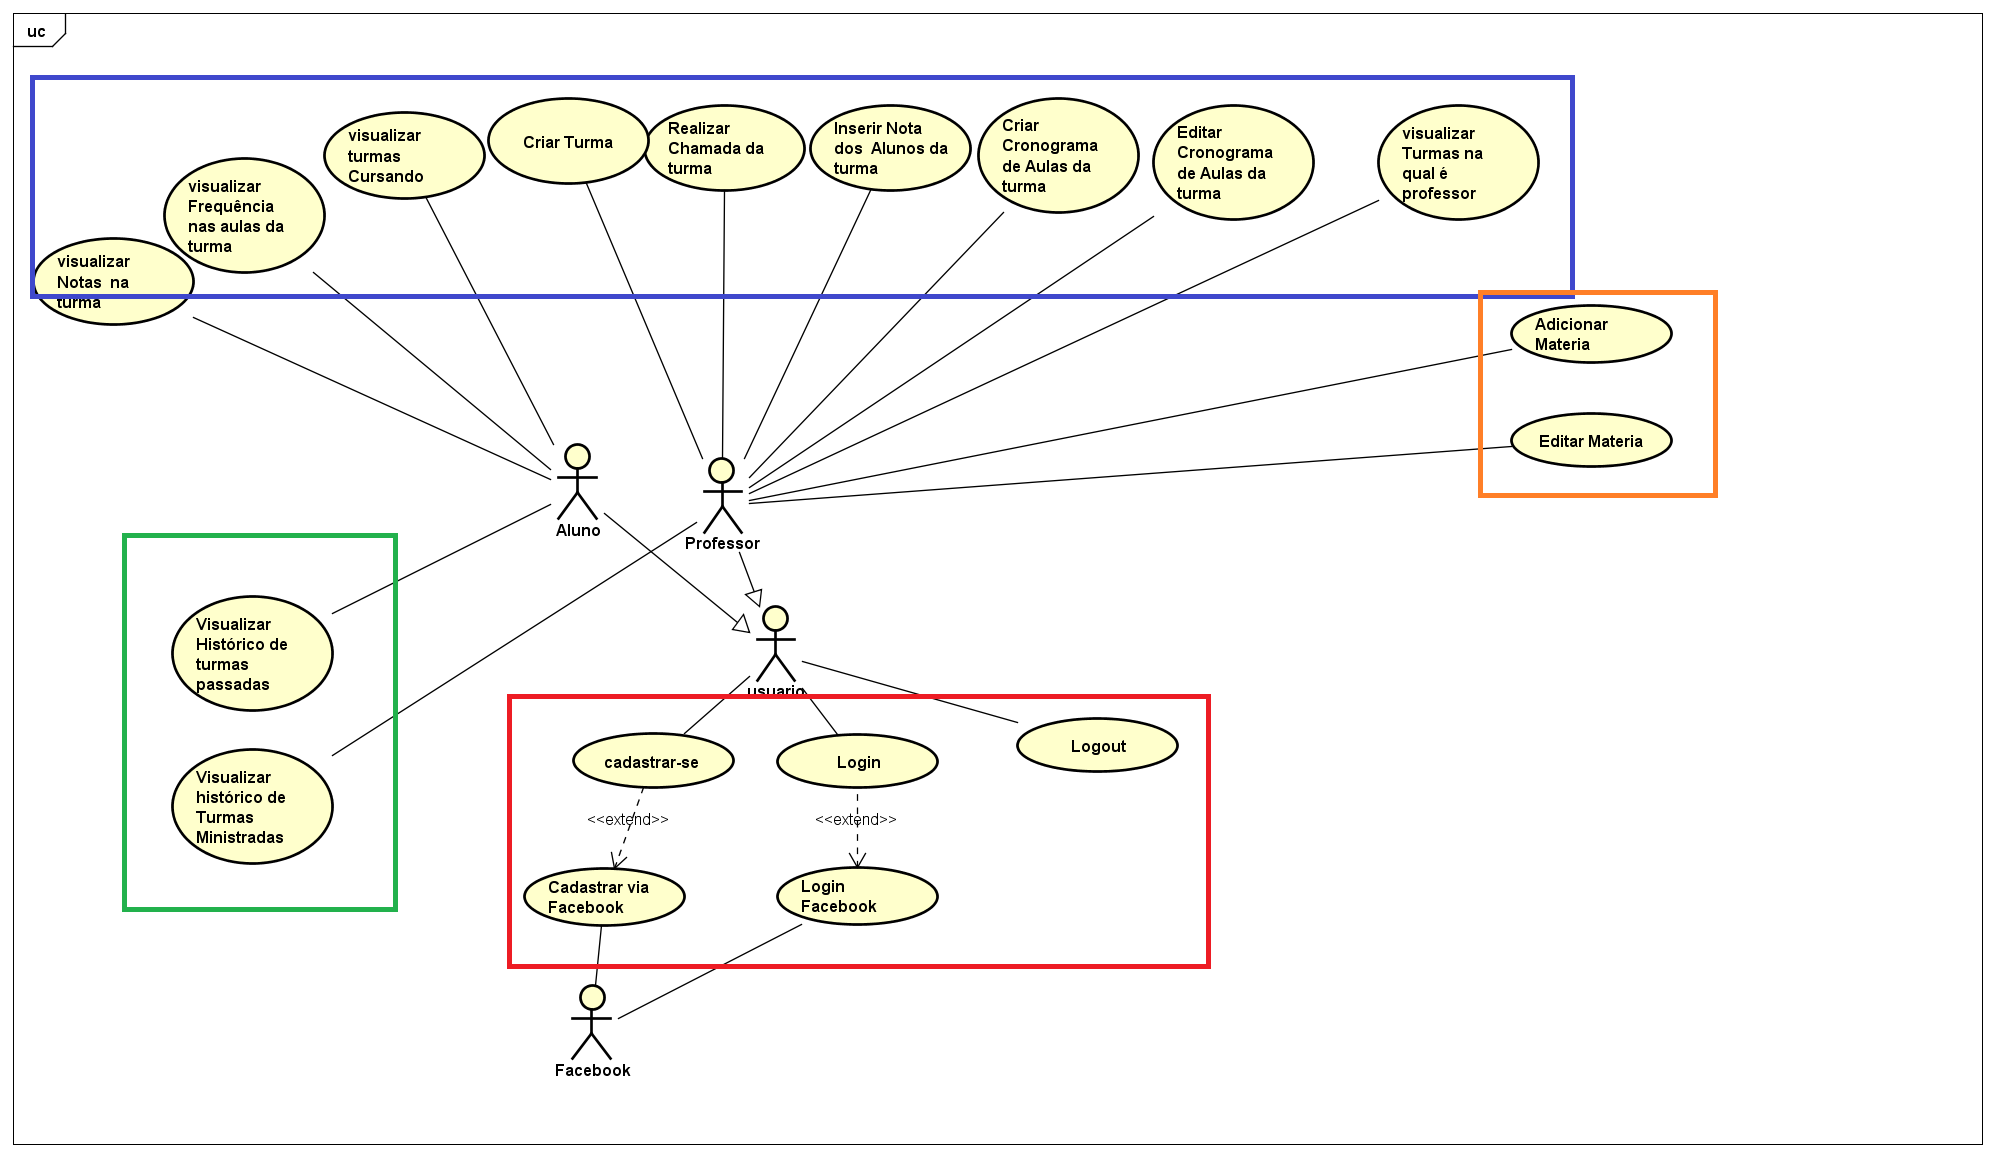 uc
visualizar
Notas  na
turma
visualizar
Frequência
nas aulas da
turma
visualizar
turmas
Cursando
Criar Turma
Realizar
Chamada da
turma
Inserir Nota
dos  Alunos da
turma
Criar
Cronograma
de Aulas da
turma
Editar
Cronograma
de Aulas da
turma
visualizar
Turmas na
qual é
professor
Adicionar
Materia
Editar Materia
Aluno
Professor
Visualizar
Histórico de
turmas
passadas
Visualizar
histórico de
Turmas
Ministradas
usuario
cadastrar-se
Login
Logout
<<extend>>
<<extend>>
Cadastrar via
Facebook
Login
Facebook
Facebook